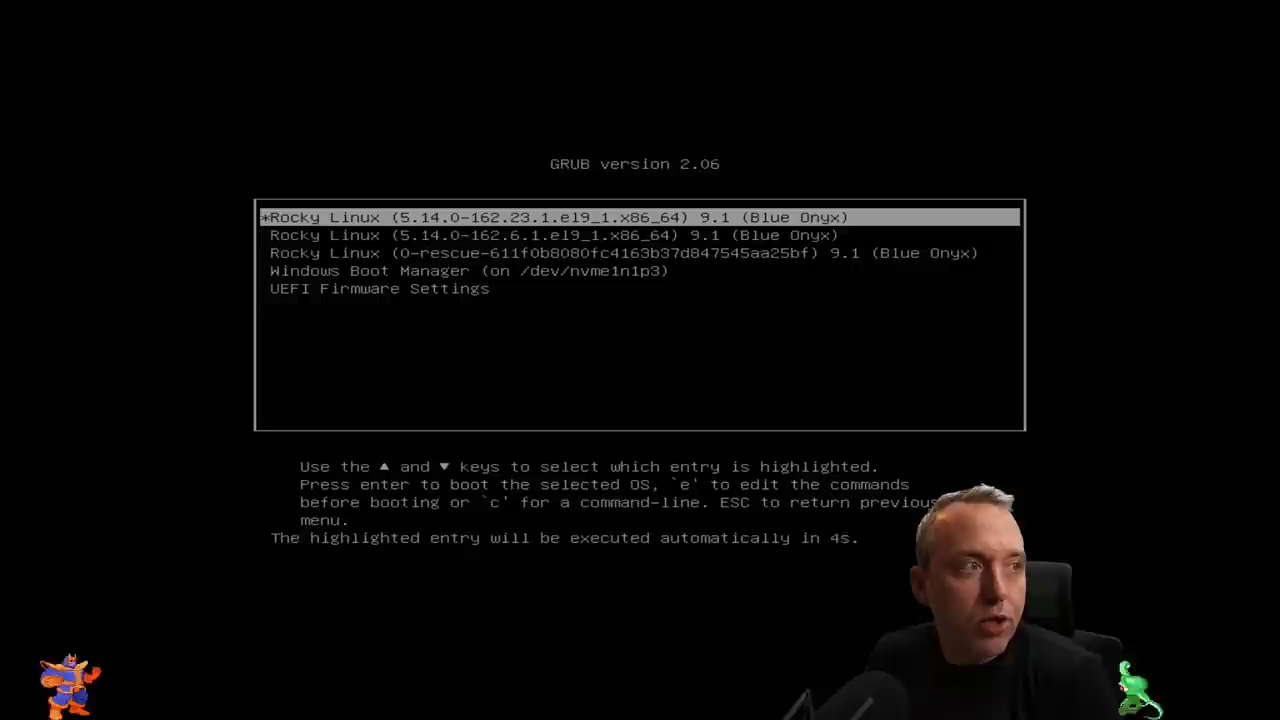 GRUB version 2.06
*Rocky Linux (5.14.0-162.23.1.el9_1.x86_64) 9.1 (Blue Onyx)
Rocky Linux (5.14.0-162.6.1.el9_1.x86_64) 9.1 (Blue Onyx)
Rocky Linux (0-rescue-611f0b8080fc4163b37d847545aa25bf) 9.1 (Blue Onyx)
Windows Boot Manager (on /dev/nvme1n1p3)
UEFI Firmware Settings
Use the ▲ and ▼ keys to select which entry is highlighted.
Press enter to boot the selected OS, `e' to edit the commands
before booting or `c' for a command-line. ESC to return previous
menu.
The highlighted entry will be executed automatically in 4s.